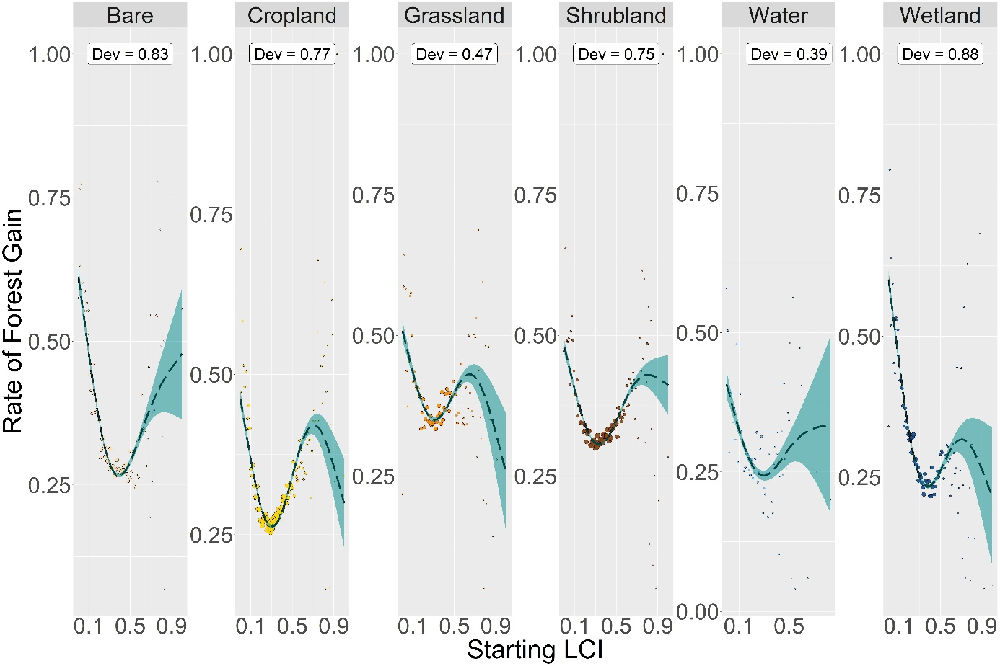 Bare Cropland Grassland Shrubland Water Wetland
Dev = 0.83 Dev = 0.77 Dev = 0.47 Dev = 0.75 Dev = 0.39 Dev = 0.88
1.00 1.00 1.00 1.00 1.00 1.00
0.75 0.75 0.75 0.75 0.75 0.75
0.50 0.50 0.50 0.50 0.50 0.50
0.25 0.25 0.25 0.25 0.25 0.25
0.00
0.1 0.5 0.9 0.1 0.5 0.9 0.1 0.5 0.9 0.1 0.5 0.9 0.1 0.5 0.1 0.5 0.9
Starting LCI
Rate of Forest Gain